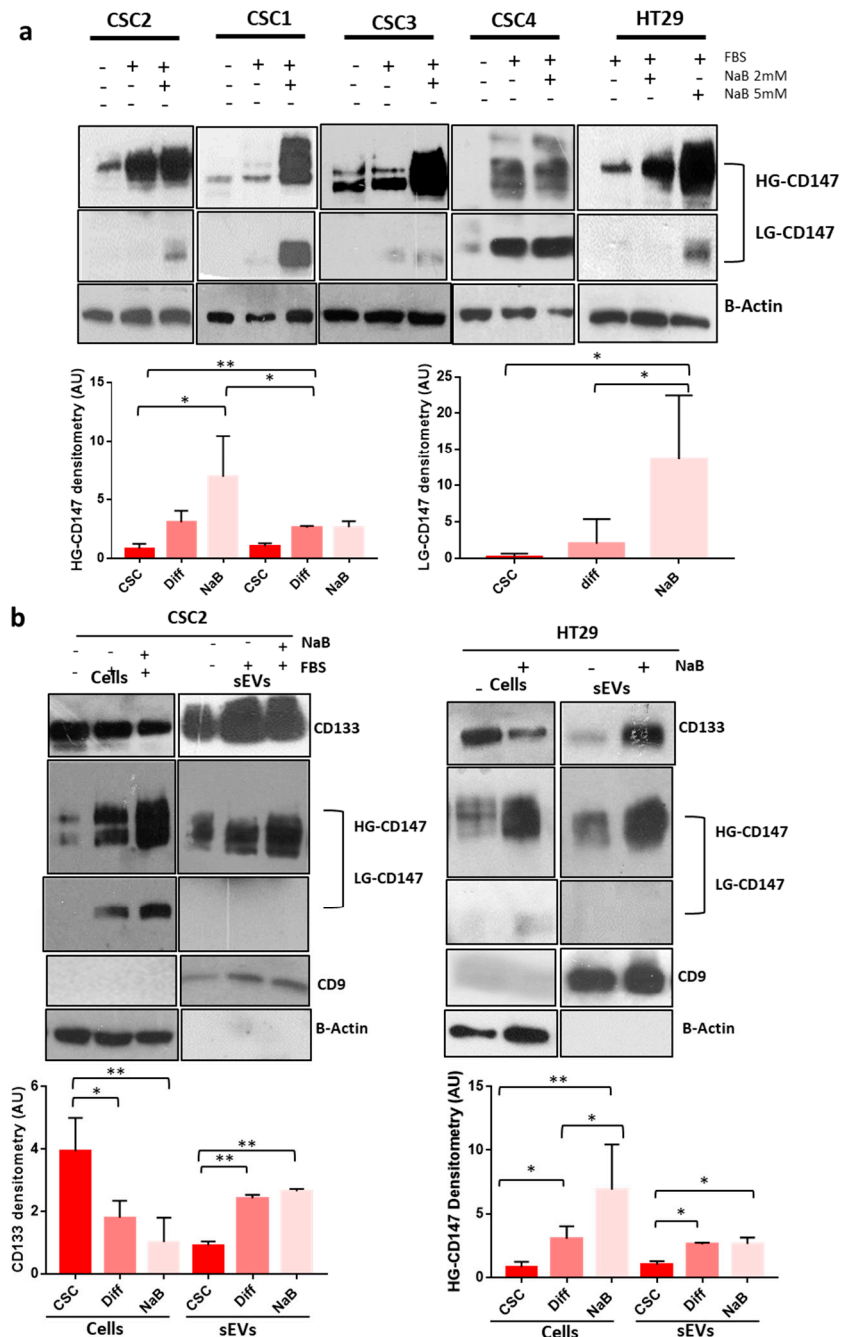 a
CSC2 CSC1 CSC3 CSC4 HT29
- + + - + + - + + - + + + + + FBS
- - + - - + - - + - - + - + - NaB 2mM
- - - - - - - - + NaB 5mM
HG-CD147
LG-CD147
B-Actin
** *
* *
HG-CD147 densitometry (AU)
15
10
5
0
CSC Diff NaB CSC Diff NaB
*
*
LG-CD147 densitometry (AU)
25
20
15
10
5
0
CSC diff NaB
b
CSC2
- - + - - + NaB
- + + - + + FBS
Cells sEVs
CD133
HG-CD147
LG-CD147
CD9
B-Actin
HT29
- + - + NaB
Cells sEVs
CD133
HG-CD147
LG-CD147
CD9
B-Actin
CD133 densitometry (AU)
6
4
2
0
** *
** **
CSC Diff NaB CSC Diff NaB
Cells sEVs
HG-CD147 Densitometry (AU)
15
10
5
0
** * *
* *
CSC Diff NaB CSC Diff NaB
Cells sEVs